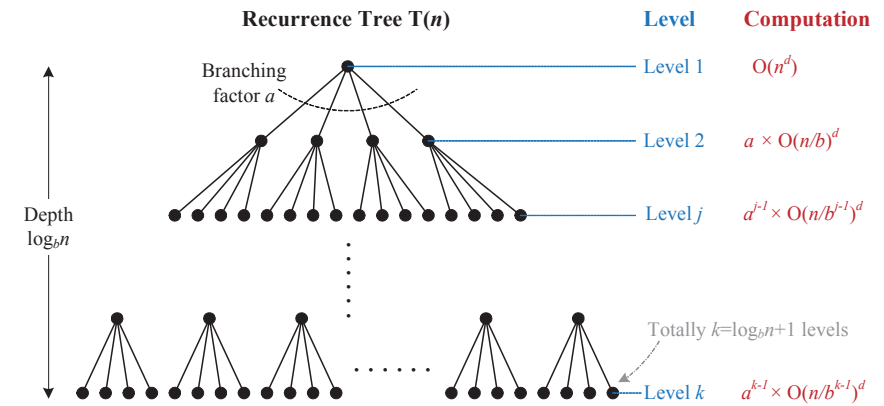 Recurrence Tree T(n) Level Computation
Branching
factor a
Level 1 O(n^d)
Level 2 a × O(n/b)^d
Depth
log_b n
Level j a^{j-1} × O(n/b^{j-1})^d
Totally k=log_b n+1 levels
Level k a^{k-1} × O(n/b^{k-1})^d